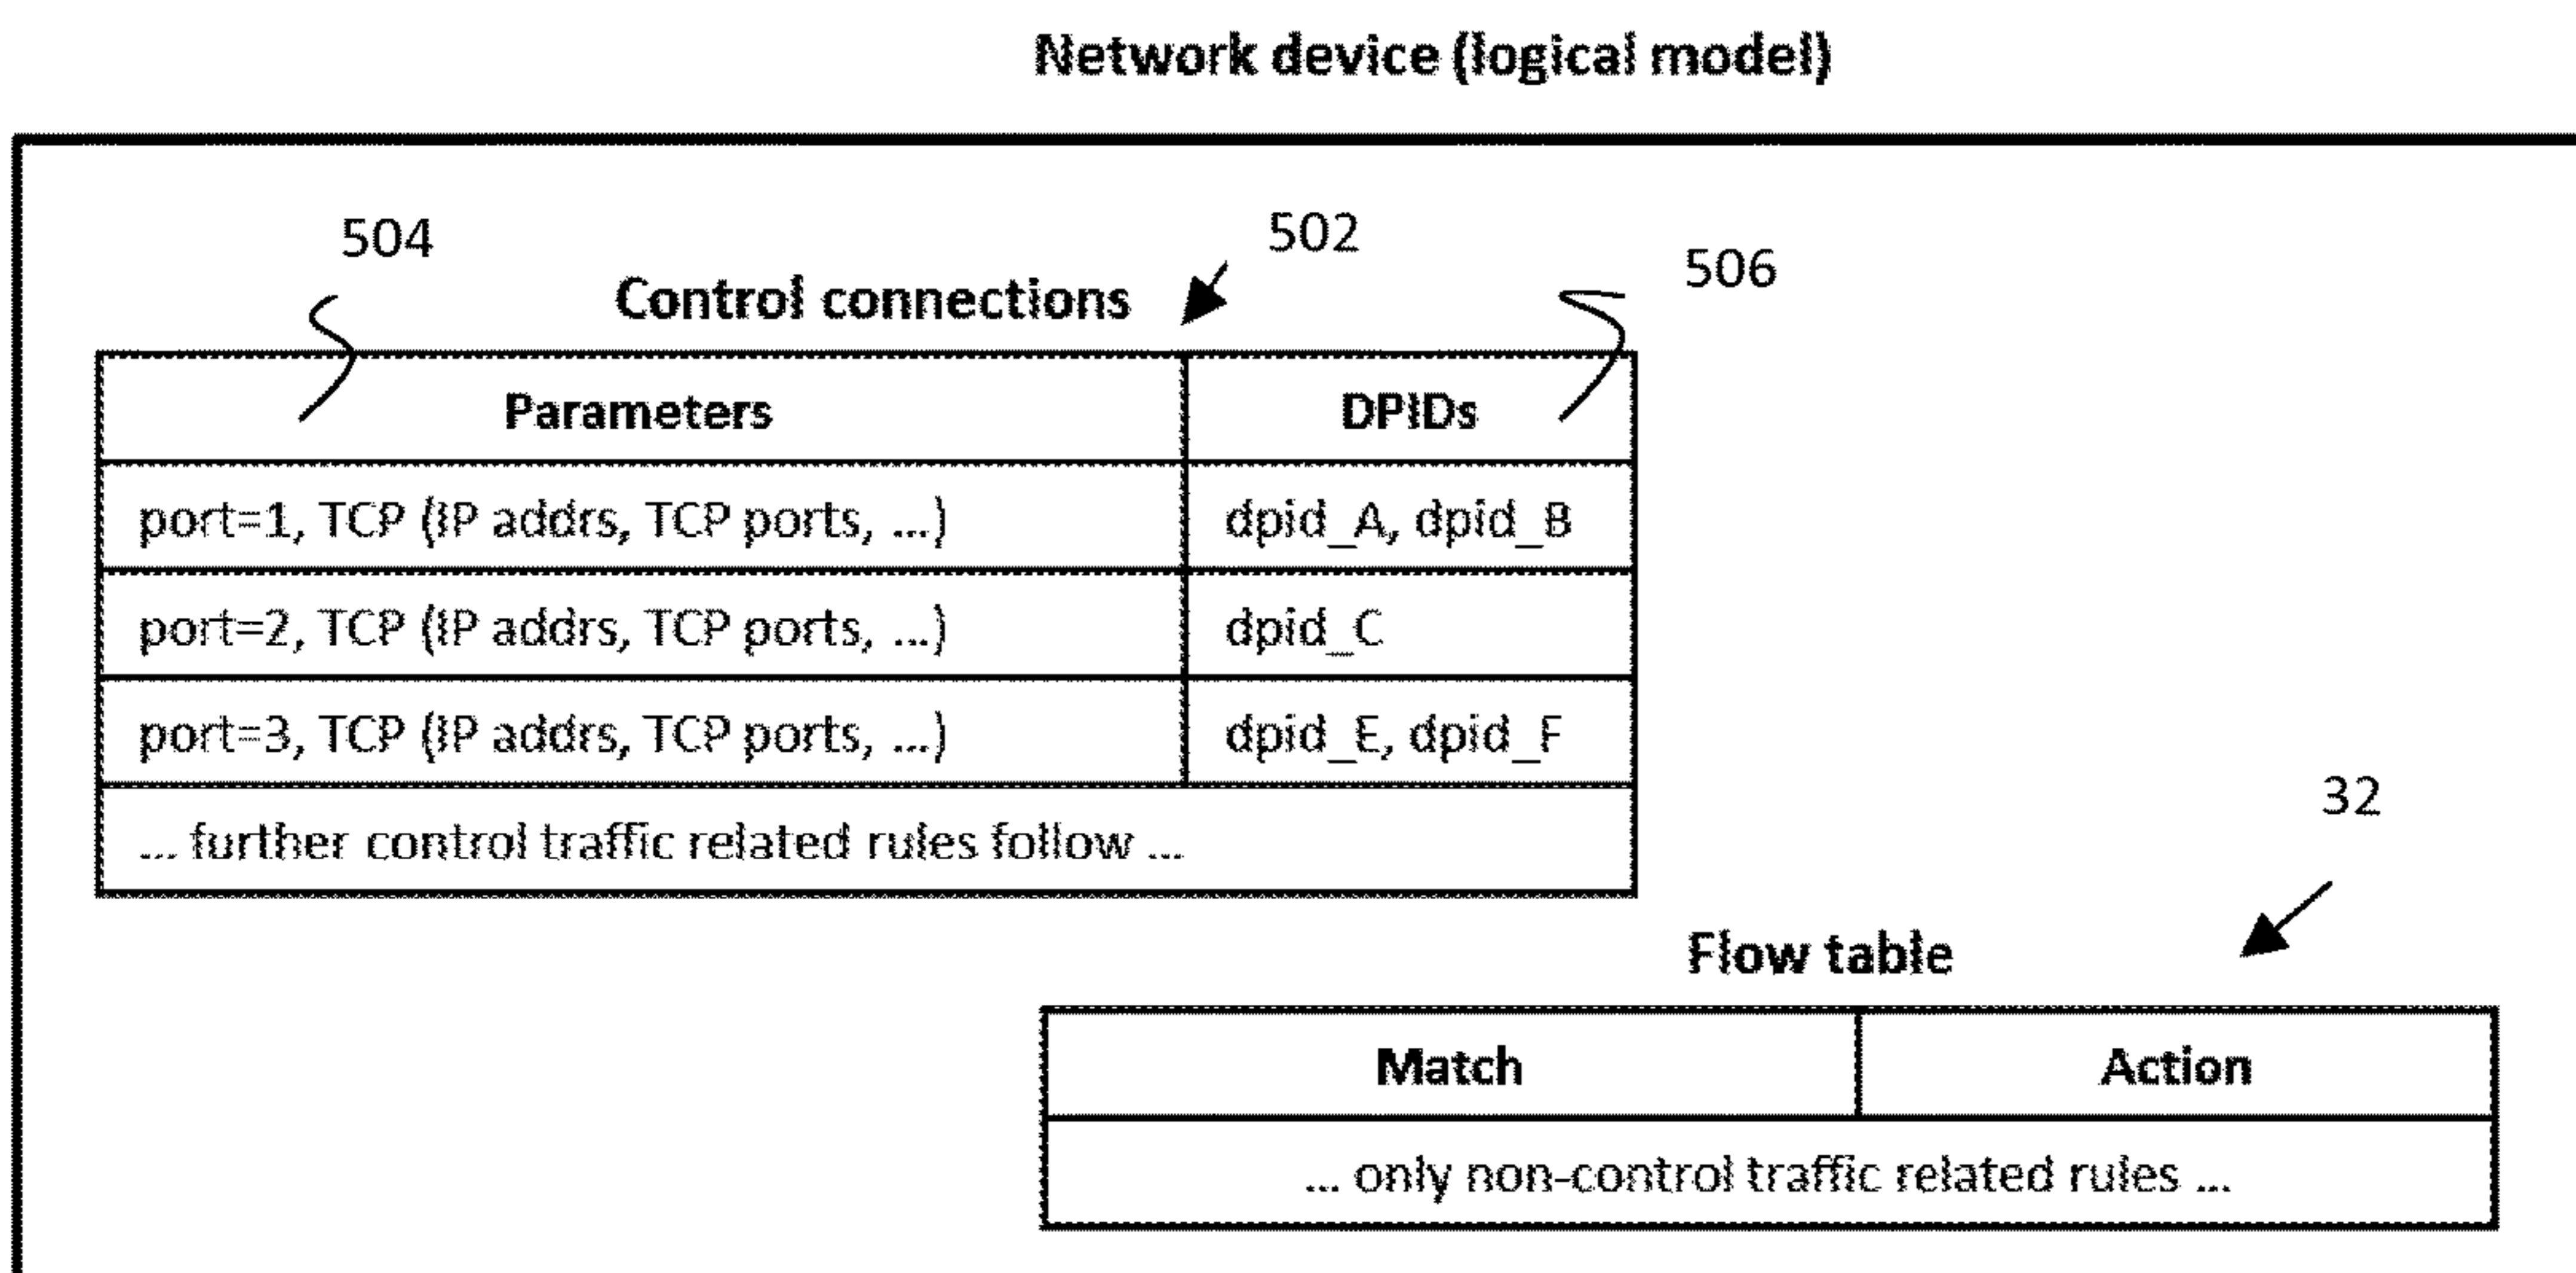 Network device (logical model)
504
502
506
Control connections
Parameters
DPIDs
port=1, TCP (IP addrs, TCP ports, ...)
dpid_A, dpid_B
port=2, TCP (IP addrs, TCP ports, ...)
dpid_C
port=3, TCP (IP addrs, TCP ports, ...)
dpid_E, dpid_F
... further control traffic related rules follow ...
32
Flow table
Match
Action
... only non-control traffic related rules ...